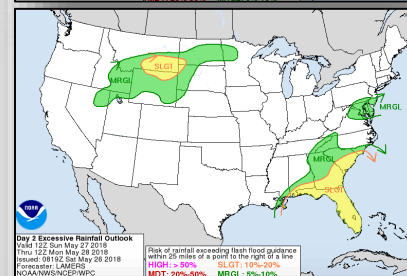 SLGT
MRGL
MRGL
MRGL
SLGT
NOAA
Day 2 Excessive Rainfall Outlook
Valid 12Z Sun May 27 2018
Thru 12Z Mon May 28 2018
Issued: 0819Z Sat May 26 2018
Forecaster: LAMERS
NOAA/NWS/NCEP/WPC
Risk of rainfall exceeding flash flood guidance
within 25 miles of a point to the right of a line
HIGH: > 50% SLGT: 10%-20%
MDT: 20%-50% MRGL: 5%-10%